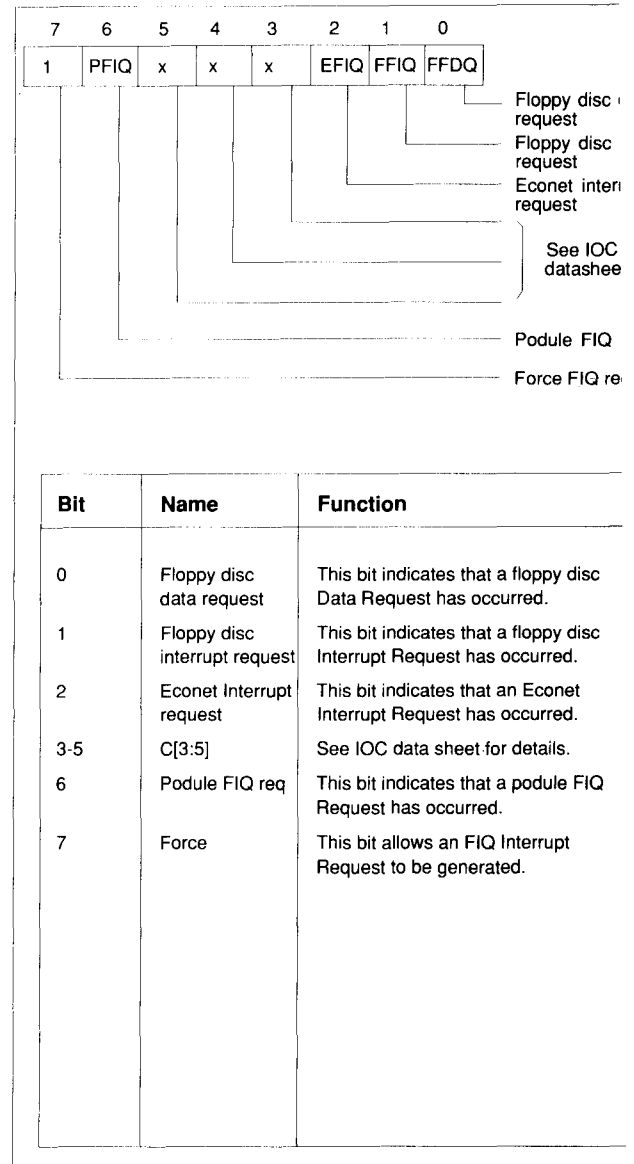 7 6 5 4 3 2 1 0
1 PFIQ x x x EFIQ FFIQ FFDQ
Floppy disc
request
Floppy disc
request
Econet
request
See IOC
Podule FIQ
Force FIQ
Bit Name Function
0 Floppy disc This bit indicates that a floppy disc
data request Data Request has occurred.
1 Floppy disc This bit indicates that a floppy disc
interrupt request Interrupt Request has occurred.
2 Econet Interrupt This bit indicates that an Econet
request Interrupt Request has occurred.
3-5 C[3:5] See IOC data sheet for details.
6 Podule FIQ req This bit indicates that a podule FIQ
Request has occurred.
7 Force This bit allows an FIQ Interrupt
Request to be generated.